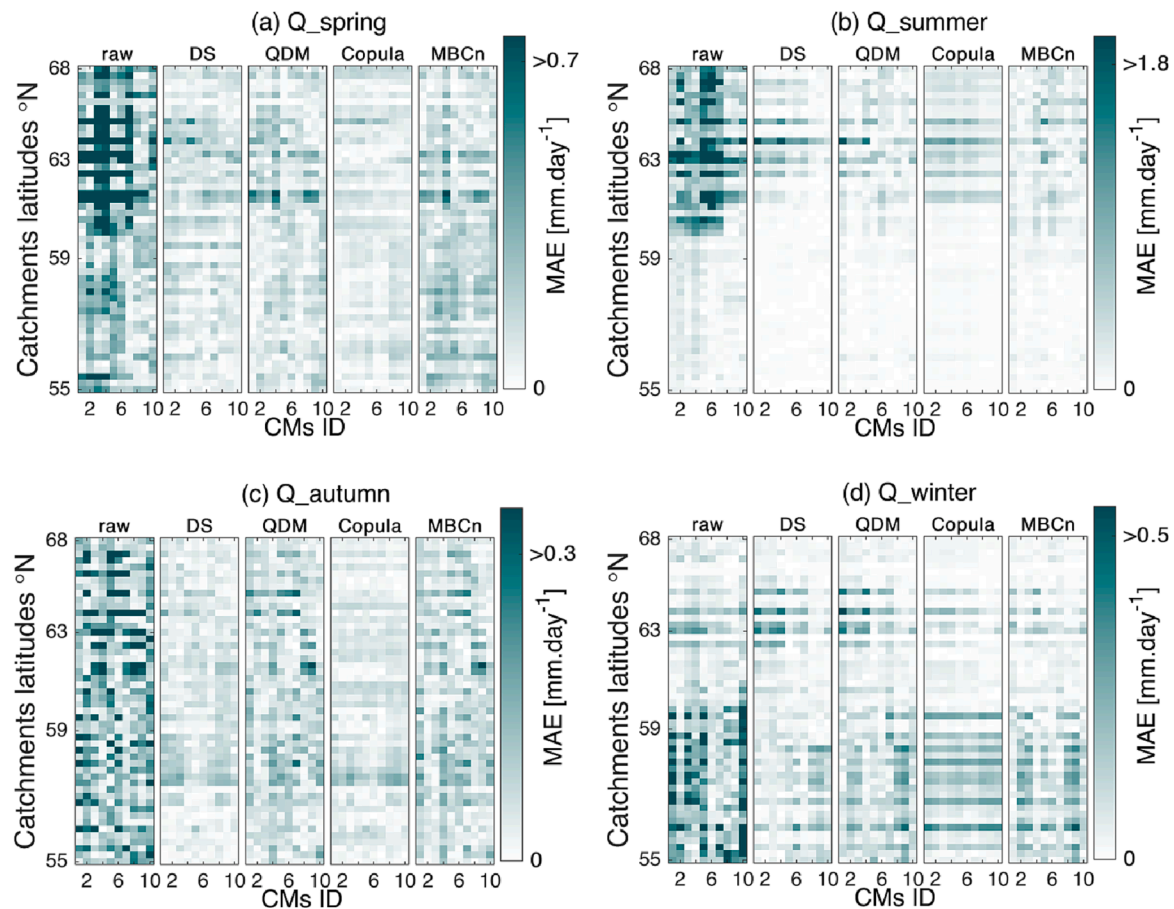 (a) Q_spring
raw DS QDM Copula MBCn
68
63
59
55
Catchments latitudes °N
2 6 10 2 6 10 2 6 10 2 6 10 2 6 10
CMs ID
>0.7
0
MAE [mm.day-1]
(b) Q_summer
raw DS QDM Copula MBCn
68
63
59
55
Catchments latitudes °N
2 6 10 2 6 10 2 6 10 2 6 10 2 6 10
CMs ID
>1.8
0
MAE [mm.day-1]
(c) Q_autumn
raw DS QDM Copula MBCn
68
63
59
55
Catchments latitudes °N
2 6 10 2 6 10 2 6 10 2 6 10 2 6 10
CMs ID
>0.3
0
MAE [mm.day-1]
(d) Q_winter
raw DS QDM Copula MBCn
68
63
59
55
Catchments latitudes °N
2 6 10 2 6 10 2 6 10 2 6 10 2 6 10
CMs ID
>0.5
0
MAE [mm.day-1]